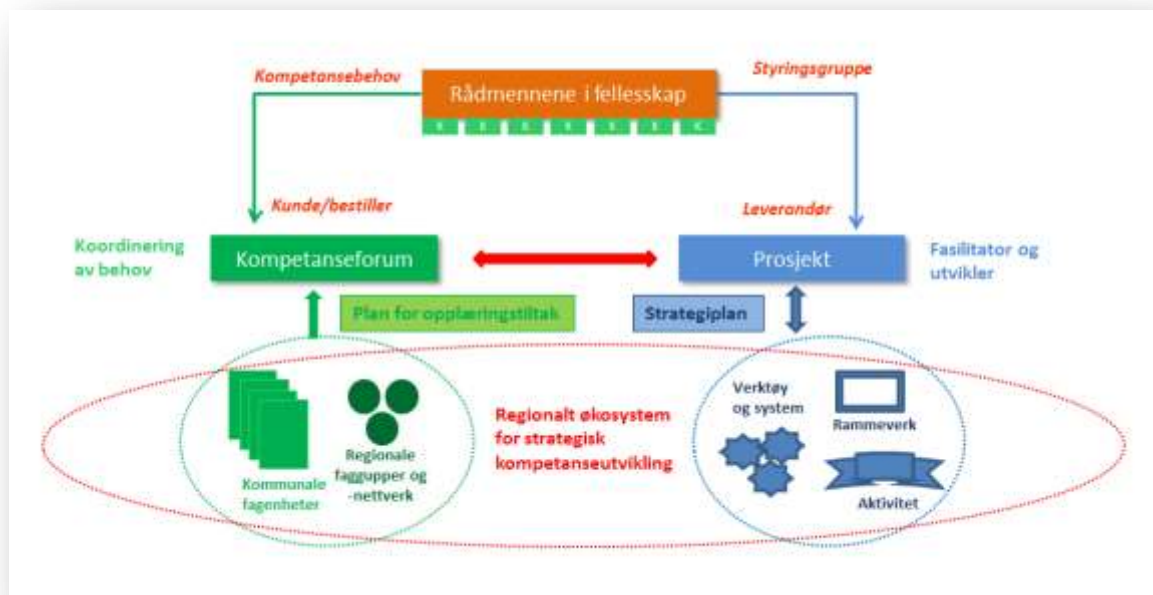 Kompetansebehov
Styringsgruppe
Rådmennene i fellesskap
K K K K K K K
Kunde/bestiller
Leverandør
Koordinering
av behov
Kompetanseforum
Prosjekt
Fasilitator og
utvikler
Plan for opplæringstiltak
Strategiplan
Kommunale
fagenheter
Regionale
faggupper og
-nettverk
Regionalt økosystem
for strategisk
kompetanseutvikling
Verktøy
og system
Rammeverk
Aktivitet